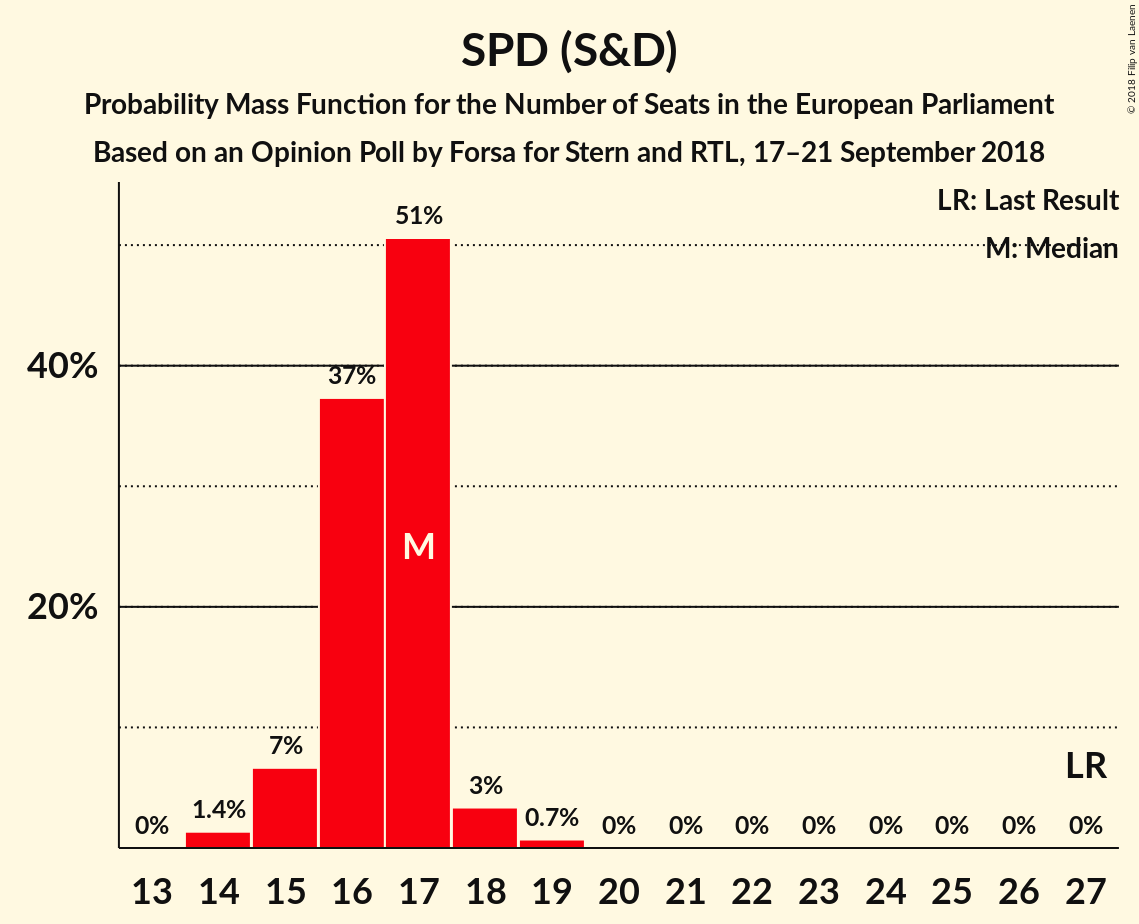 SPD (S&D)
Probability Mass Function for the Number of Seats in the European Parliament
Based on an Opinion Poll by Forsa for Stern and RTL, 17–21 September 2018
© 2018 Filip van Laenen
LR: Last Result
M: Median
51%
40%
37%
M
20%
7%
LR
3%
1.4%
0.7%
0% 0% 0% 0% 0% 0% 0% 0% 0%
13 14 15 16 17 18 19 20 21 22 23 24 25 26 27